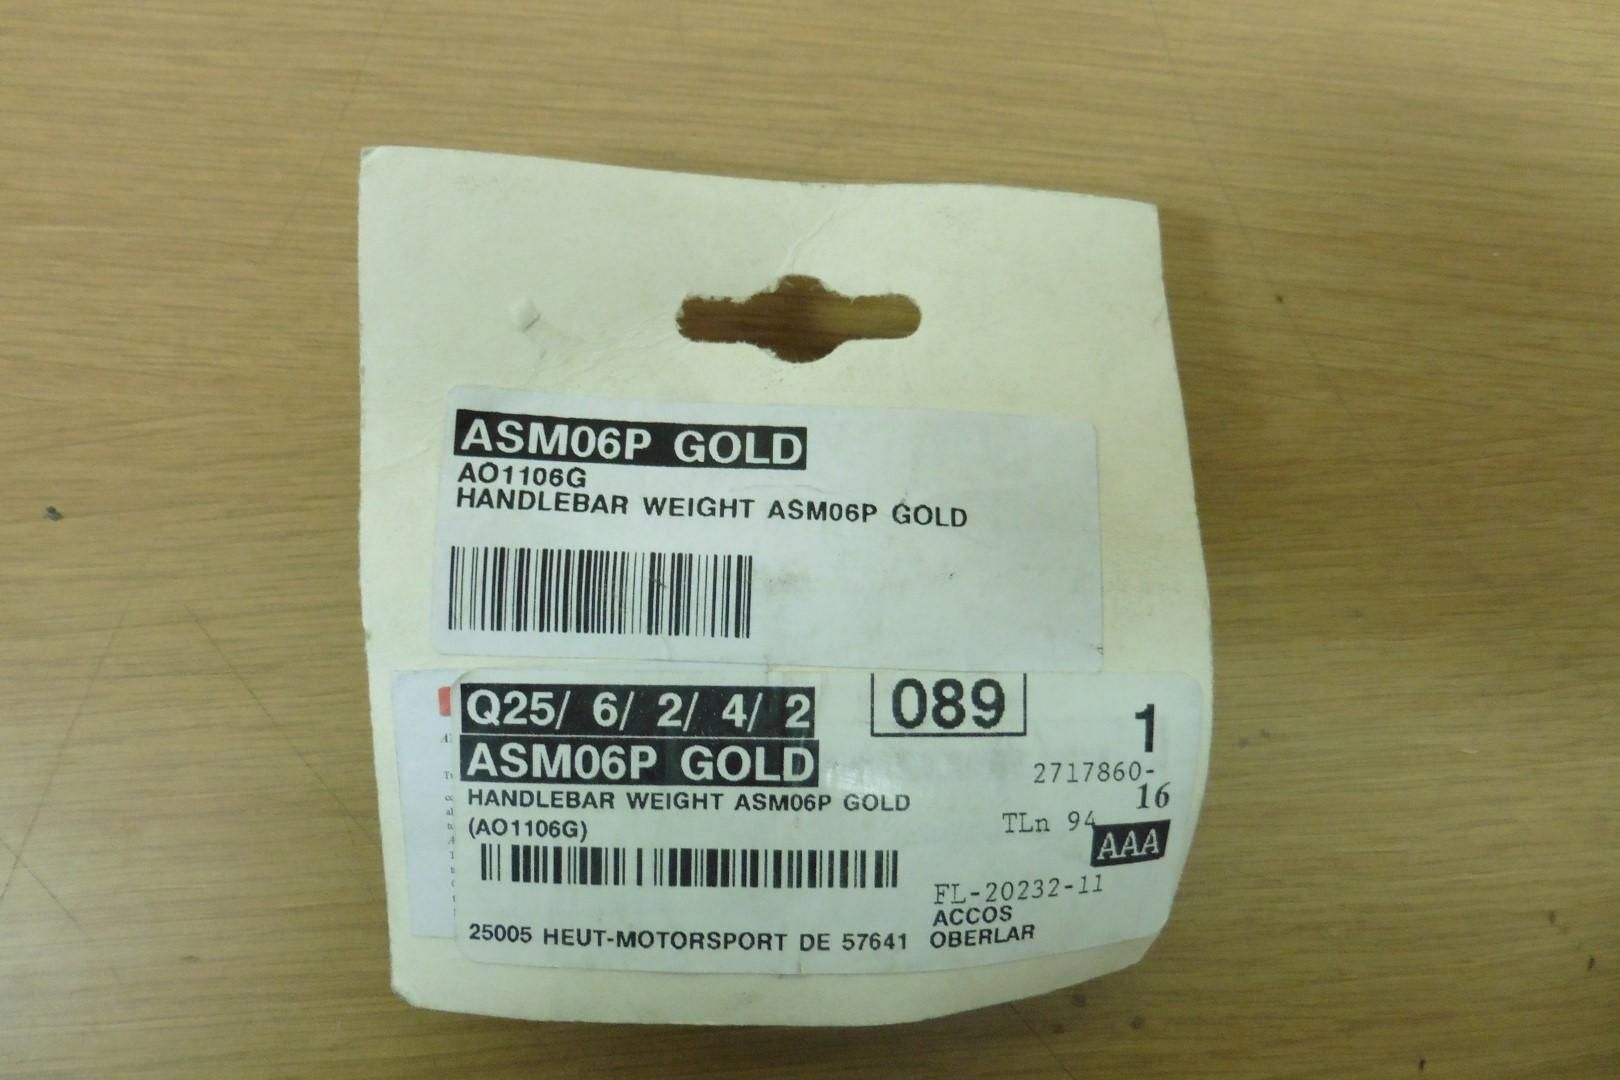 ASM06P GOLD
AO1106G
HANDLEBAR WEIGHT ASM06P GOLD
Q25/ 6/ 2/ 4/ 2
089
1
ASM06P GOLD
2717860-
16
HANDLEBAR WEIGHT ASM06P GOLD
(AO1106G)
TLn 94
AAA
FL-20232-11
ACCOS
25005 HEUT-MOTORSPORT DE 57641 OBERLAR